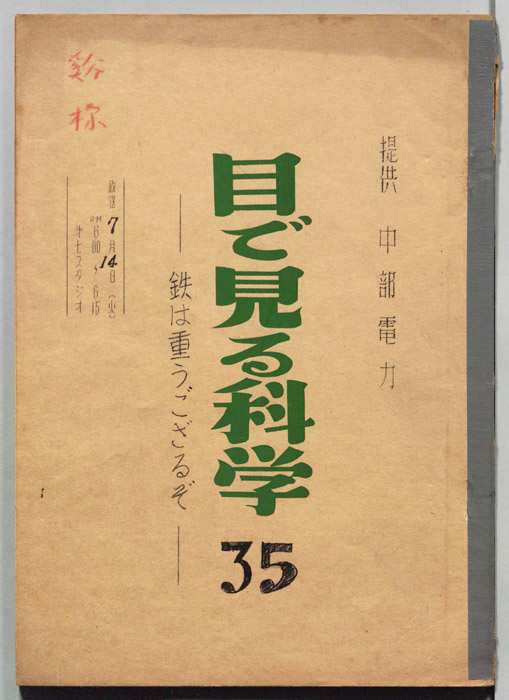 提供 中部電力
目で見る科学 35
― 鉄は重うござるぞ ―
放送 7月14日(火)
PM 6:00~6:15
第七スタジオ